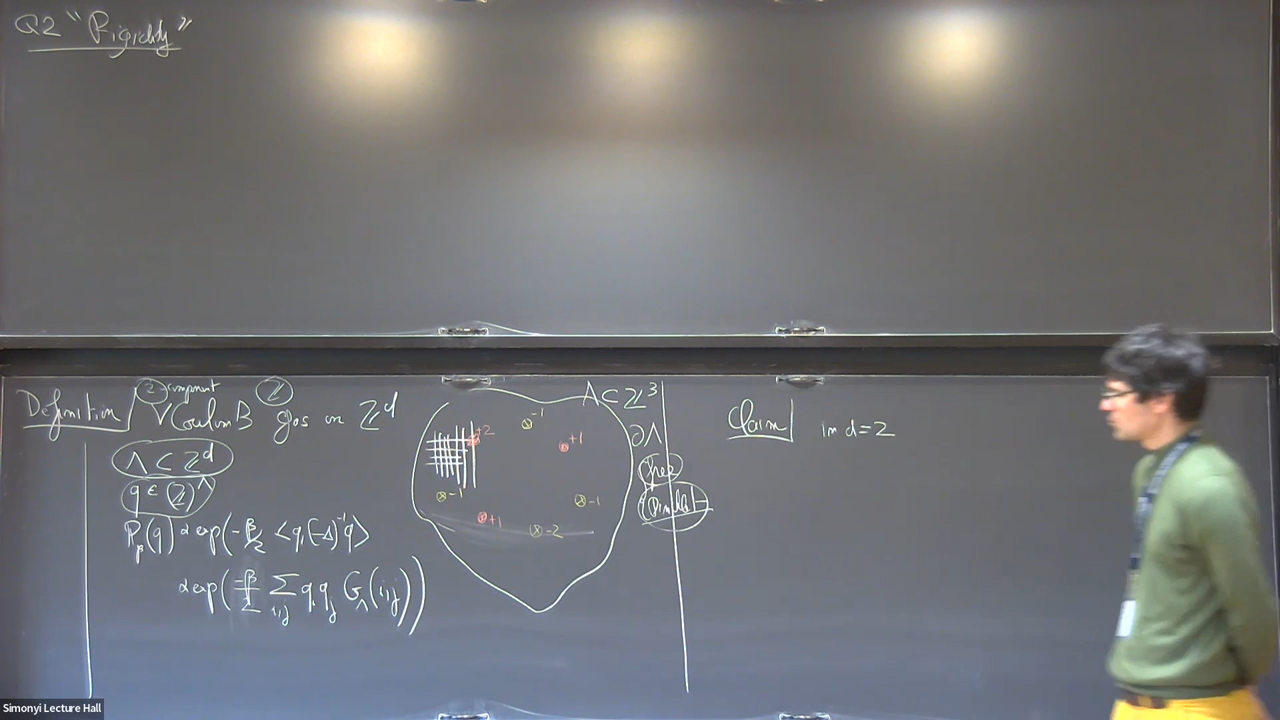 Q2 "Rigidity"
Definition 2-component Z
Coulomb gas on Z^d
Λ ⊂ Z^d
q ∈ (Z)^Λ
P_β(q) ∝ exp(-β/2 <q,(-Δ)^-1 q>
∝ exp(-β/2 Σ_{i,j} q_i q_j G_Λ(i,j))
Λ ⊂ Z^3
∂Λ
free
Dirichlet
+2
-1
+1
-1
-1
+1
-2
Claim in d=2
Simonyi Lecture Hall